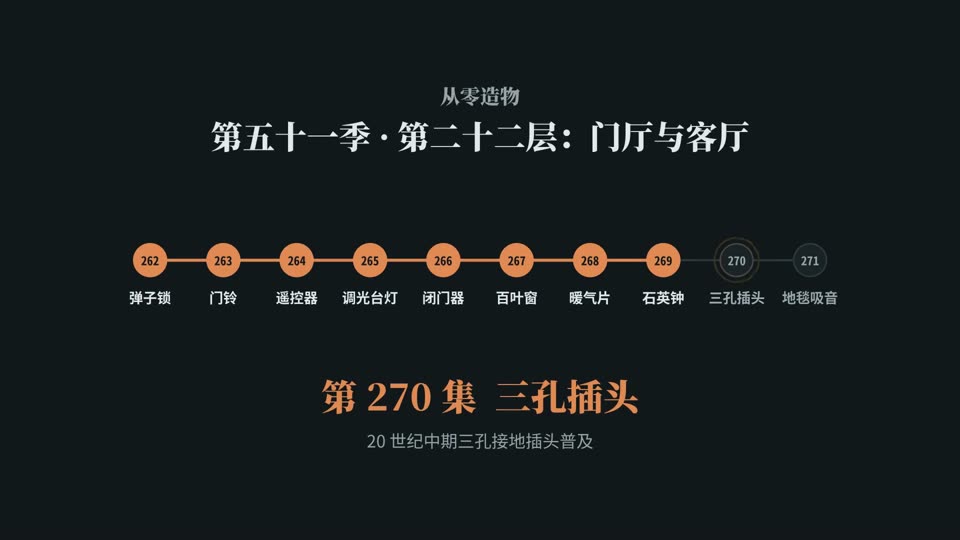 从零造物
第五十一季·第二十二层：门厅与客厅
262 263 264 265 266 267 268 269 270 271
弹子锁 门铃 遥控器 调光台灯 闭门器 百叶窗 暖气片 石英钟 三孔插头 地毯吸音
第 270 集 三孔插头
20 世纪中期三孔接地插头普及